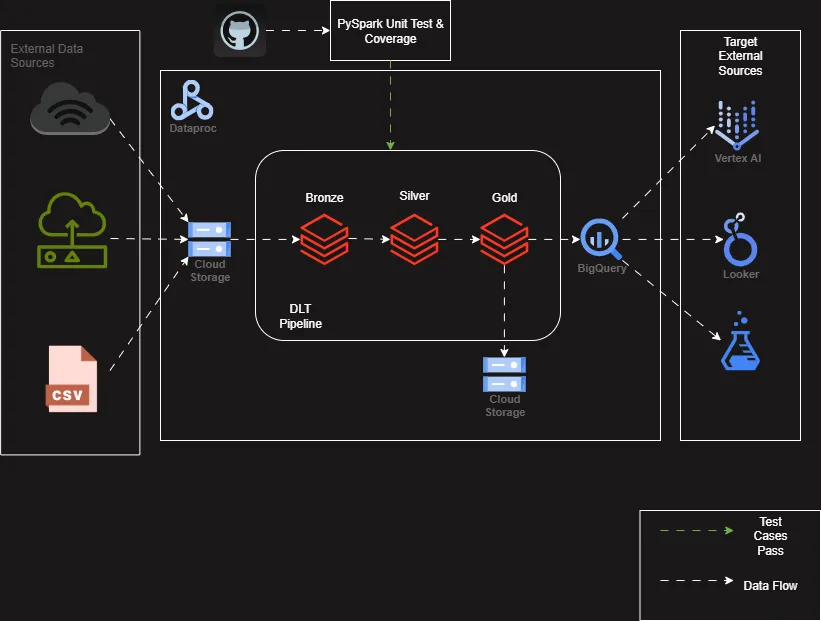 PySpark Unit Test &
Coverage
External Data
Sources
Target
External
Sources
Dataproc
Vertex AI
Bronze
Silver
Gold
Cloud
Storage
BigQuery
Looker
DLT
Pipeline
CSV
Cloud
Storage
Test
Cases
Pass
Data Flow